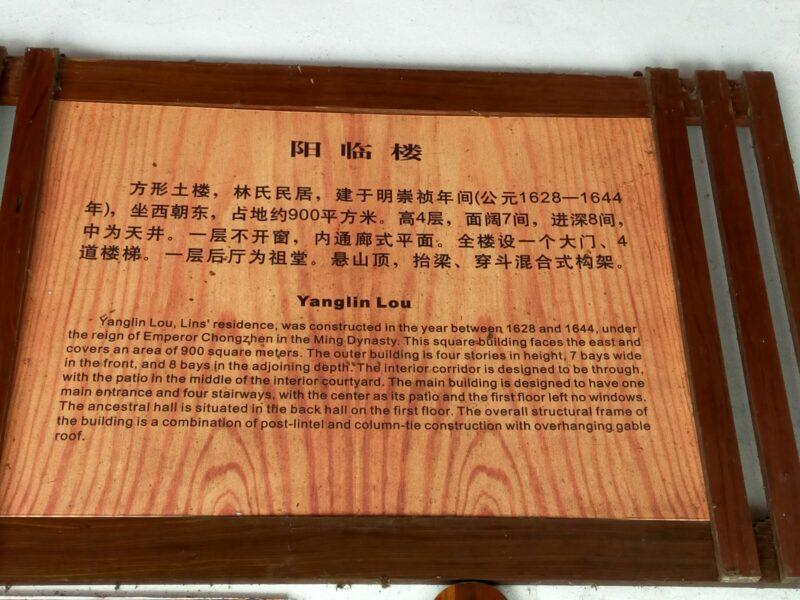 阳临楼
方形土楼，林氏民居，建于明崇祯年间(公元1628—1644
年)，坐西朝东，占地约900平方米。高4层，面阔7间，进深8间，
中为天井。一层不开窗，内通廊式平面。全楼设一个大门、4
道楼梯。一层后厅为祖堂。悬山顶，抬梁、穿斗混合式构架。
Yanglin Lou
Yanglin Lou, Lins' residence, was constructed in the year between 1628 and 1644, under
the reign of Emperor Chongzhen in the Ming Dynasty. This square building faces the east and
covers an area of 900 square meters. The outer building is four stories in height, 7 bays wide
in the front, and 8 bays in the adjoining depth. The interior corridor is designed to be through,
with the patio in the middle of the interior courtyard. The main building is designed to have one
main entrance and four stairways, with the center as its patio and the first floor left no windows.
The ancestral hall is situated in the back hall on the first floor. The overall structural frame of
the building is a combination of post-lintel and column-tie construction with overhanging gable
roof.